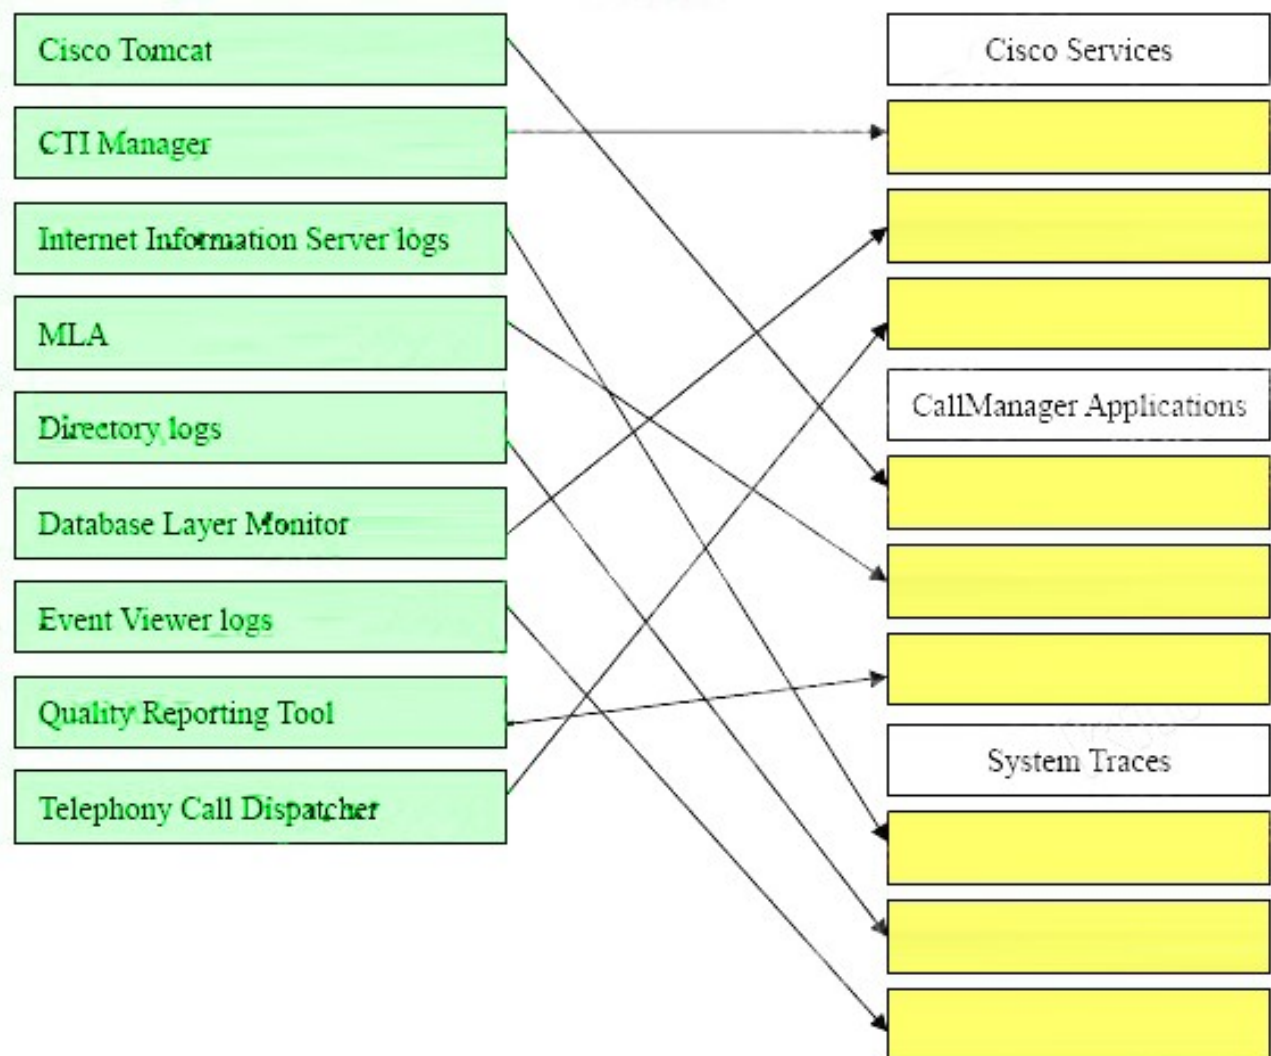 Cisco Tomcat
CTI Manager
Internet Information Server logs
MLA
Directory logs
Database Layer Monitor
Event Viewer logs
Quality Reporting Tool
Telephony Call Dispatcher
Cisco Services
CallManager Applications
System Traces